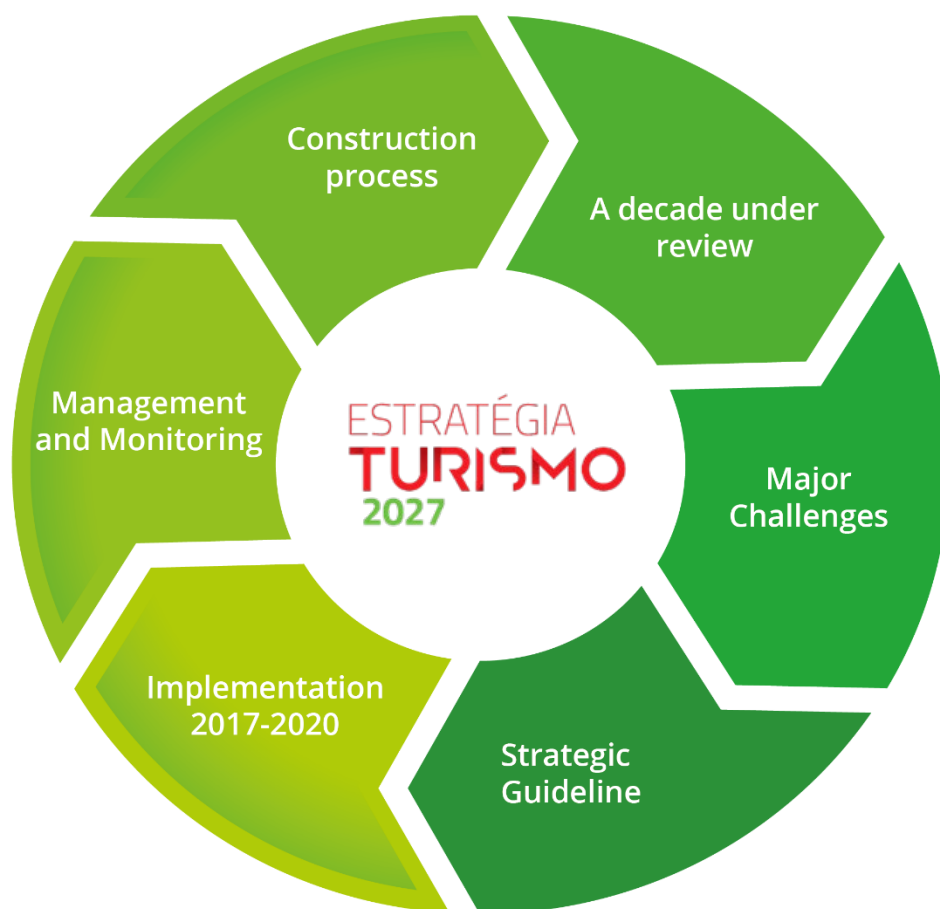 Construction
process
A decade under
review
Major
Challenges
Strategic
Guideline
Implementation
2017-2020
Management
and Monitoring
ESTRATÉGIA
TURISMO
2027